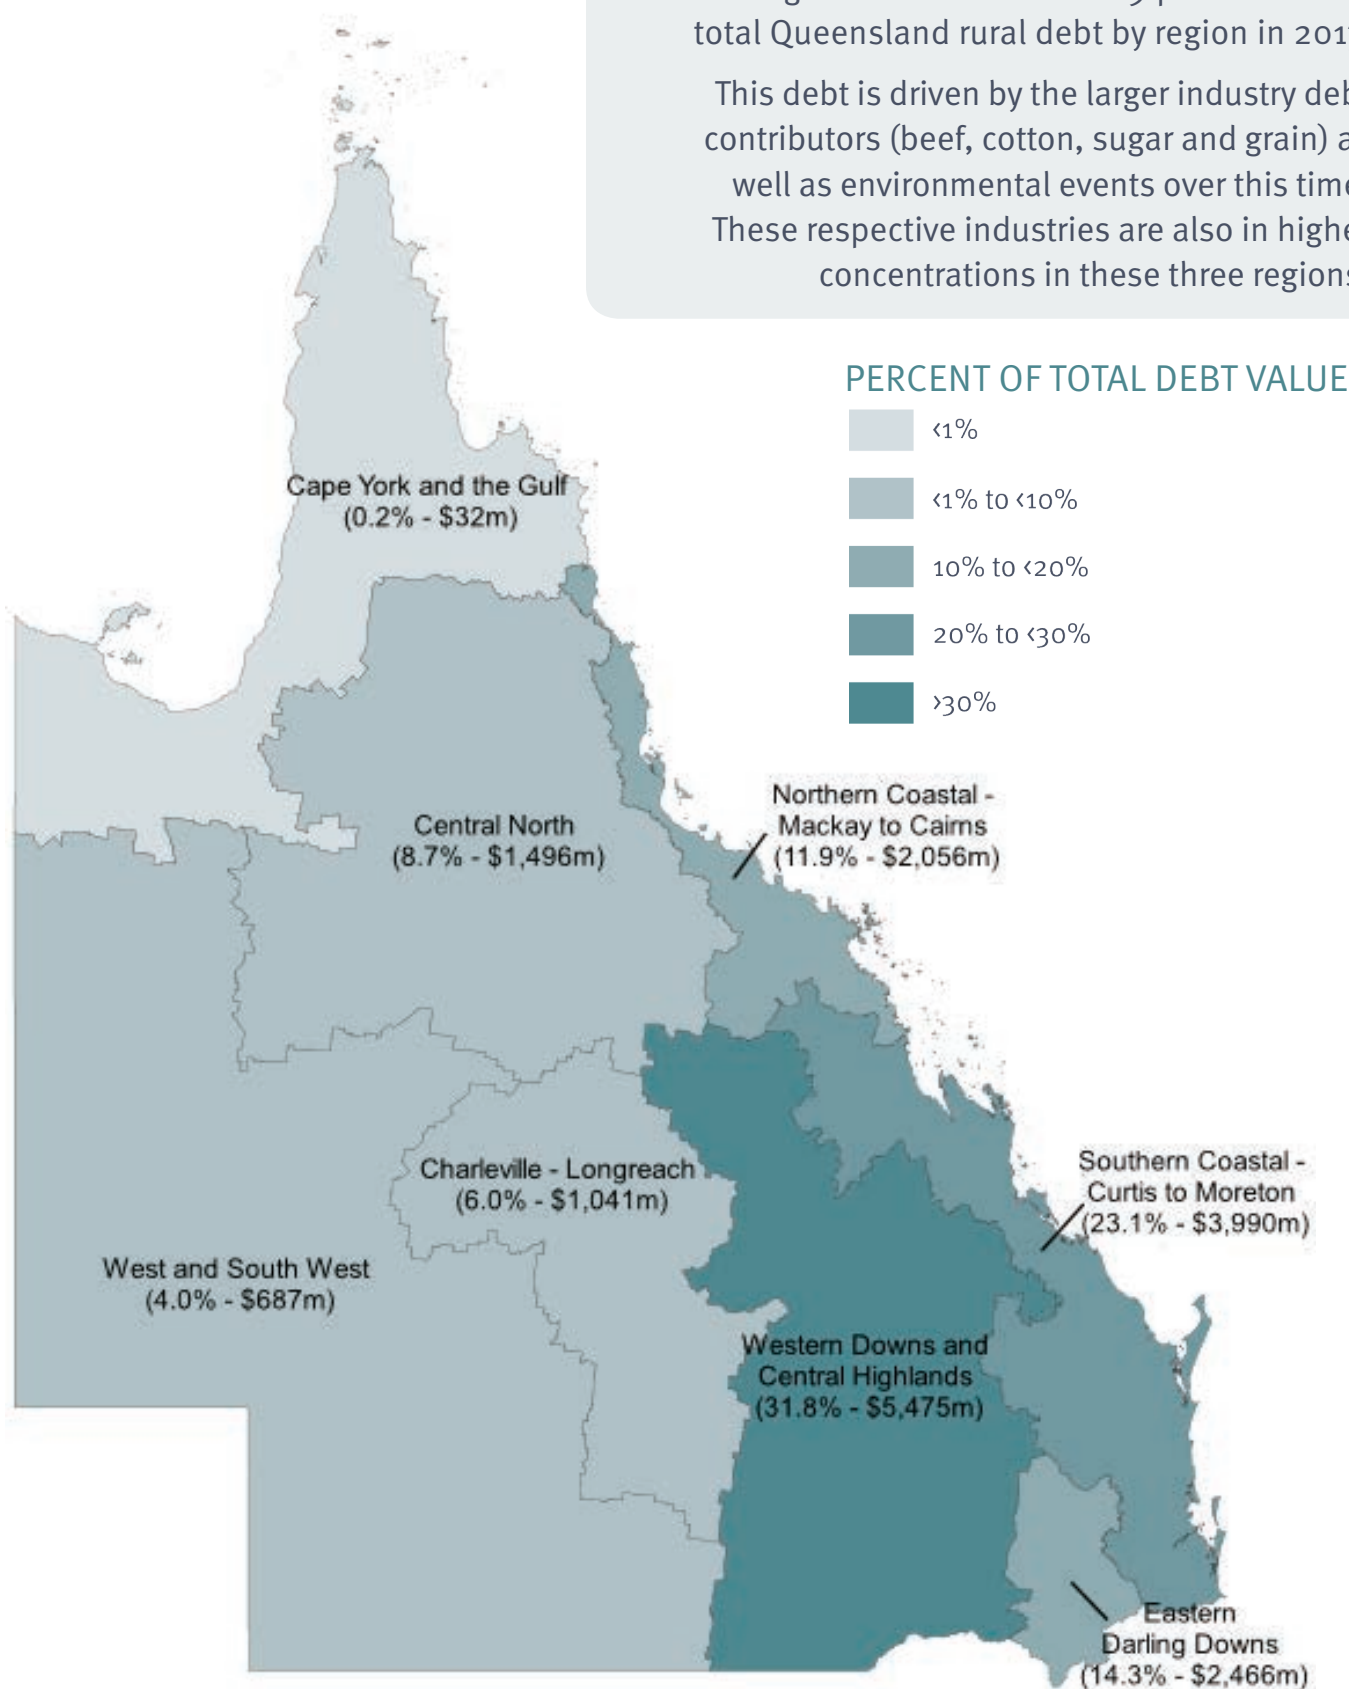 total Queensland rural debt by region in 201
This debt is driven by the larger industry deb
contributors (beef, cotton, sugar and grain) a
well as environmental events over this time
These respective industries are also in highe
concentrations in these three regions
PERCENT OF TOTAL DEBT VALUE
<1%
<1% to <10%
10% to <20%
20% to <30%
>30%
Cape York and the Gulf
(0.2% - $32m)
Northern Coastal -
Mackay to Cairns
(11.9% - $2,056m)
Central North
(8.7% - $1,496m)
Southern Coastal -
Curtis to Moreton
(23.1% - $3,990m)
Charleville - Longreach
(6.0% - $1,041m)
West and South West
(4.0% - $687m)
Western Downs and
Central Highlands
(31.8% - $5,475m)
Eastern
Darling Downs
(14.3% - $2,466m)